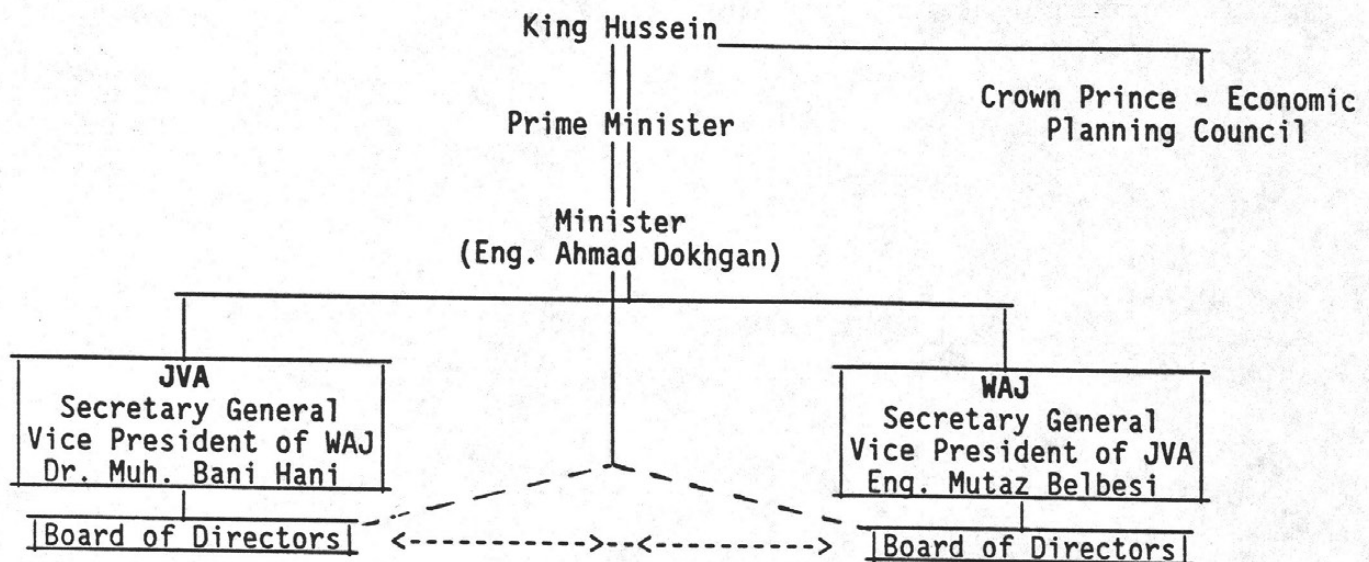 King Hussein
Crown Prince - Economic
Planning Council
Prime Minister
Minister
(Eng. Ahmad Dokhgan)
JVA
Secretary General
Vice President of WAJ
Dr. Muh. Bani Hani
Board of Directors
WAJ
Secretary General
Vice President of JVA
Eng. Mutaz Belbesi
Board of Directors